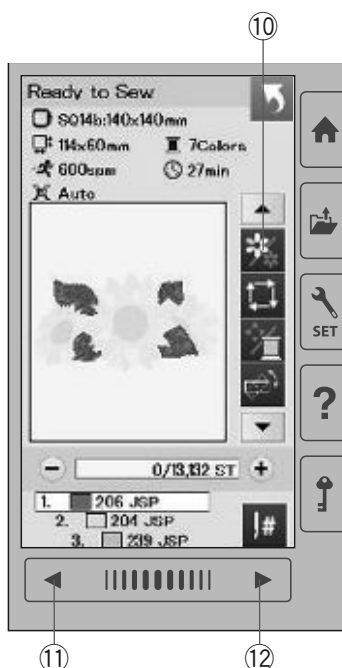 ⑩
Ready to Sew
SQ14b:140x140mm
114x60mm 7Colors
600spm 27min
Auto
SET
?
0/13,132 ST
1. 206 JSP
2. 204 JSP
3. 239 JSP
#
⑪ ⑫